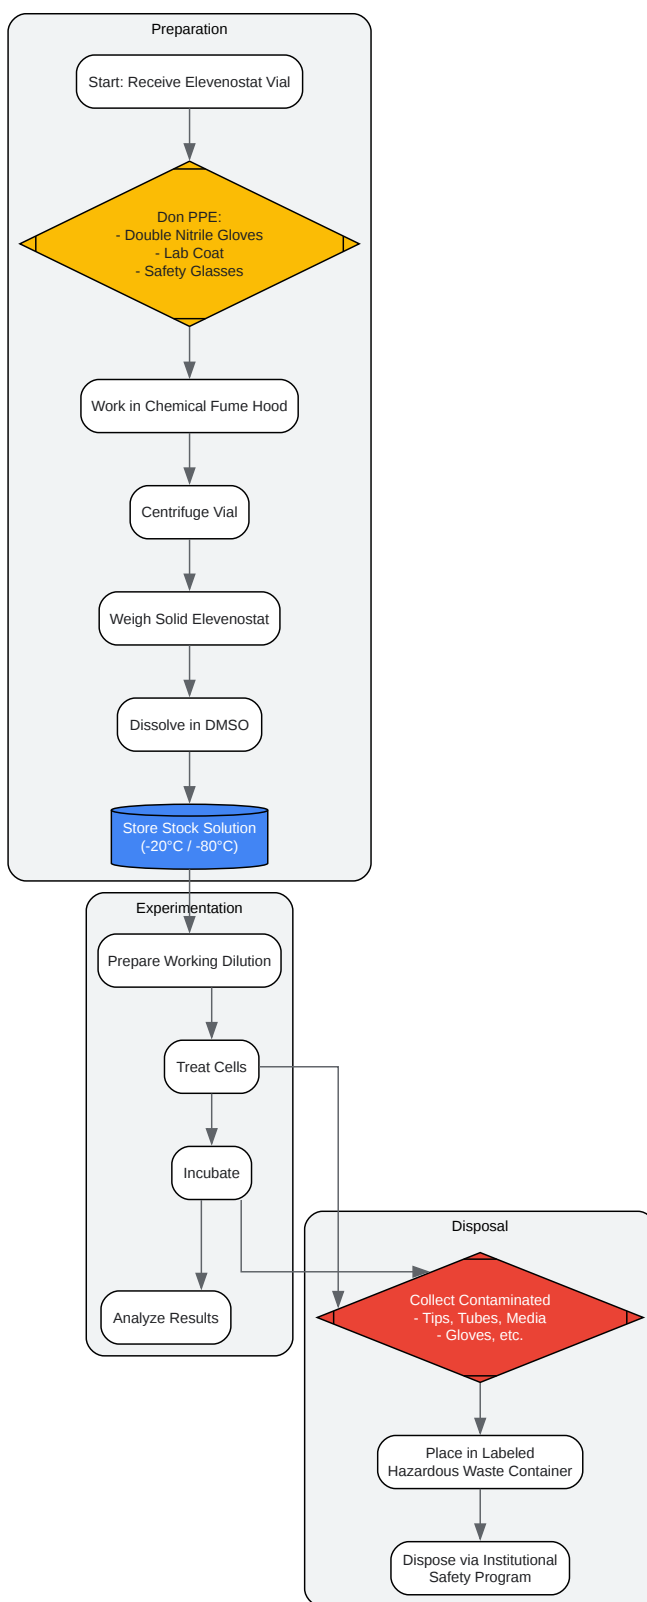 Preparation
Start: Receive Elevenostat Vial
Don PPE:
- Double Nitrile Gloves
- Lab Coat
- Safety Glasses
Work in Chemical Fume Hood
Centrifuge Vial
Weigh Solid Elevenostat
Dissolve in DMSO
Store Stock Solution
(-20°C / -80°C)
Experimentation
Prepare Working Dilution
Treat Cells
Incubate
Analyze Results
Disposal
Collect Contaminated
- Tips, Tubes, Media
- Gloves, etc.
Place in Labeled
Hazardous Waste Container
Dispose via Institutional
Safety Program